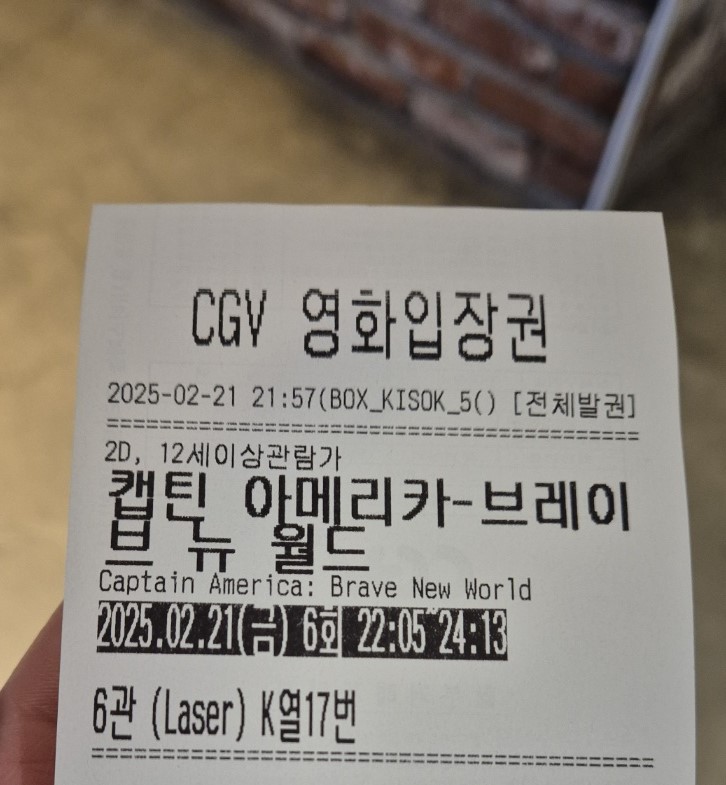 CGV 영화입장권
2025-02-21 21:57(BOX_KISOK_5() [전체발권]
================================================
2D, 12세이상관람가
캡틴 아메리카-브레이
브 뉴 월드
Captain America: Brave New World
2025.02.21(금) 6회 22:05~24:13
6관 (Laser) K열17번
================================================